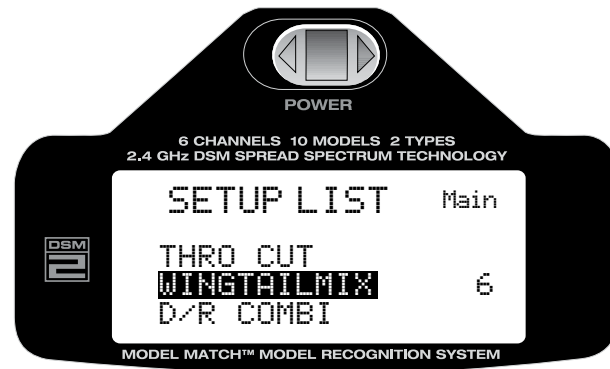 POWER
6 CHANNELS 10 MODELS 2 TYPES
2.4 GHz DSM SPREAD SPECTRUM TECHNOLOGY
SETUP LIST Main
DSM
2
THRO CUT
WINGTAILMIX 6
D/R COMBI
MODEL MATCH™ MODEL RECOGNITION SYSTEM